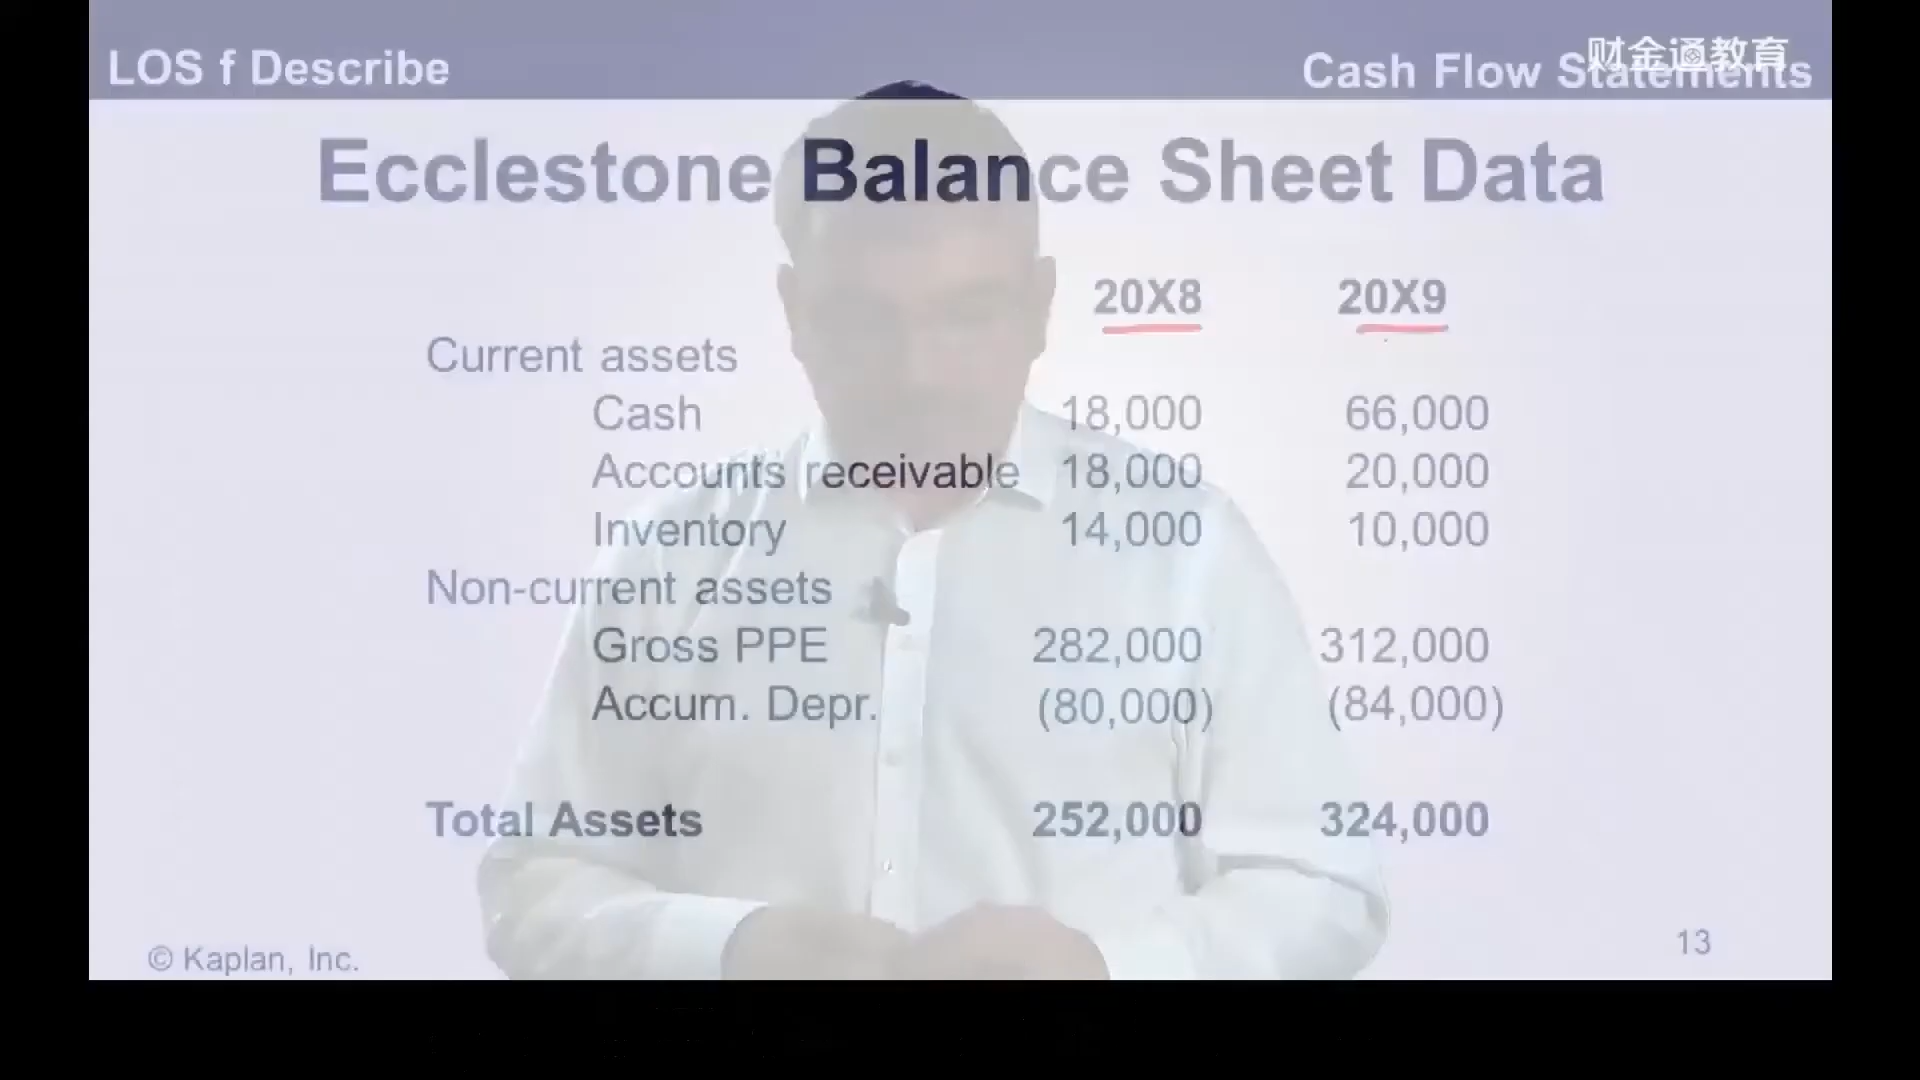 LOS f Describe
Cash Flow Statements
财金通教育
Ecclestone Balance Sheet Data
20X8 20X9
Current assets
Cash 18,000 66,000
Accounts receivable 18,000 20,000
Inventory 14,000 10,000
Non-current assets
Gross PPE 282,000 312,000
Accum. Depr. (80,000) (84,000)
Total Assets 252,000 324,000
© Kaplan, Inc.
13